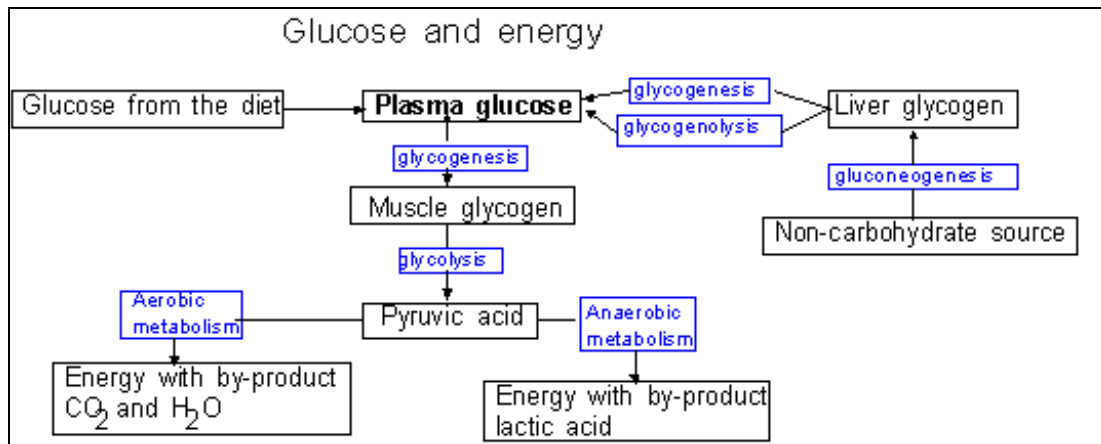 Glucose and energy
Glucose from the diet
Plasma glucose
glycogenesis
glycogenolysis
Liver glycogen
glycogenesis
gluconeogenesis
Muscle glycogen
Non-carbohydrate source
glycolysis
Aerobic
metabolism
Pyruvic acid
Anaerobic
metabolism
Energy with by-product
CO2 and H2O
Energy with by-product
lactic acid